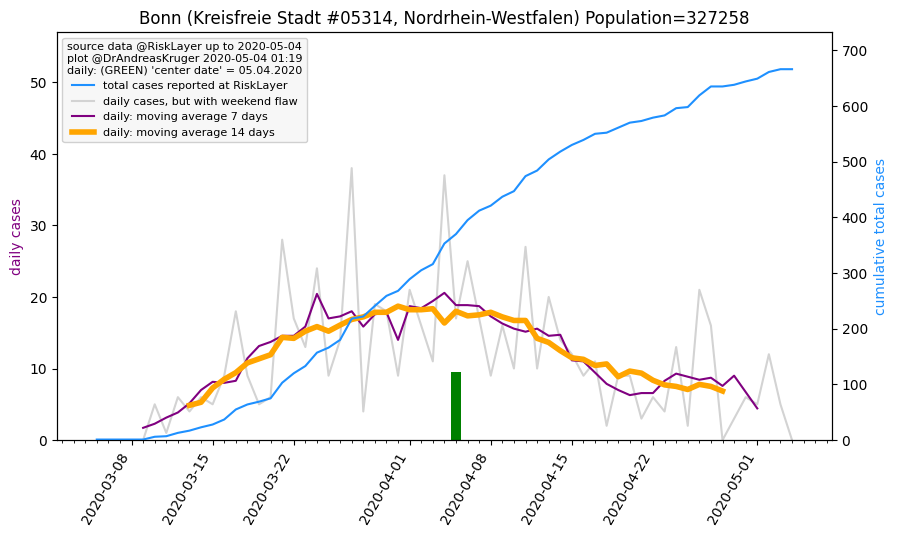 Bonn (Kreisfreie Stadt #05314, Nordrhein-Westfalen) Population=327258
source data @RiskLayer up to 2020-05-04
plot @DrAndreasKruger 2020-05-04 01:19
daily: (GREEN) 'center date' = 05.04.2020
total cases reported at RiskLayer
daily cases, but with weekend flaw
daily: moving average 7 days
daily: moving average 14 days
daily cases
50
40
30
20
10
0
cumulative total cases
700
600
500
400
300
200
100
0
2020-03-08
2020-03-15
2020-03-22
2020-04-01
2020-04-08
2020-04-15
2020-04-22
2020-05-01